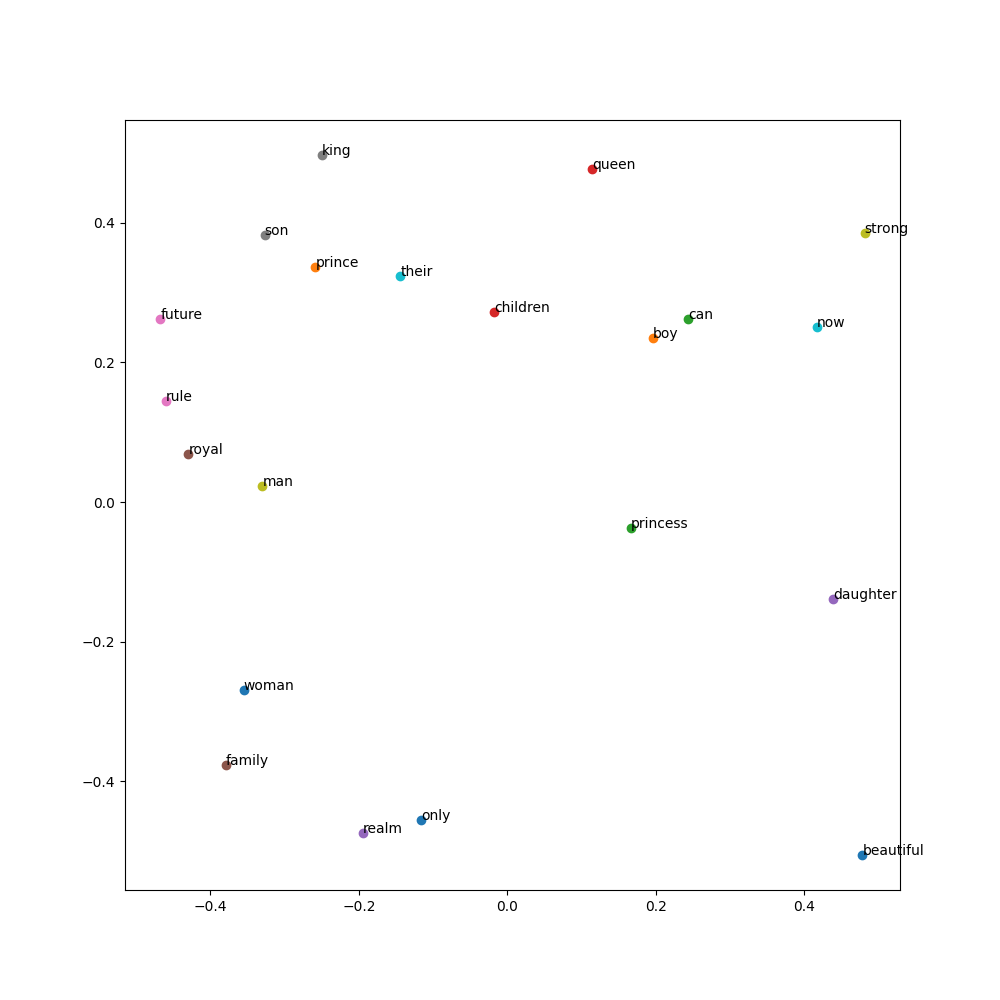 king
queen
strong
son
prince
their
children
future
can
now
boy
rule
royal
man
princess
daughter
woman
family
only
realm
beautiful
0.4
0.2
0.0
−0.2
−0.4
−0.4 −0.2 0.0 0.2 0.4